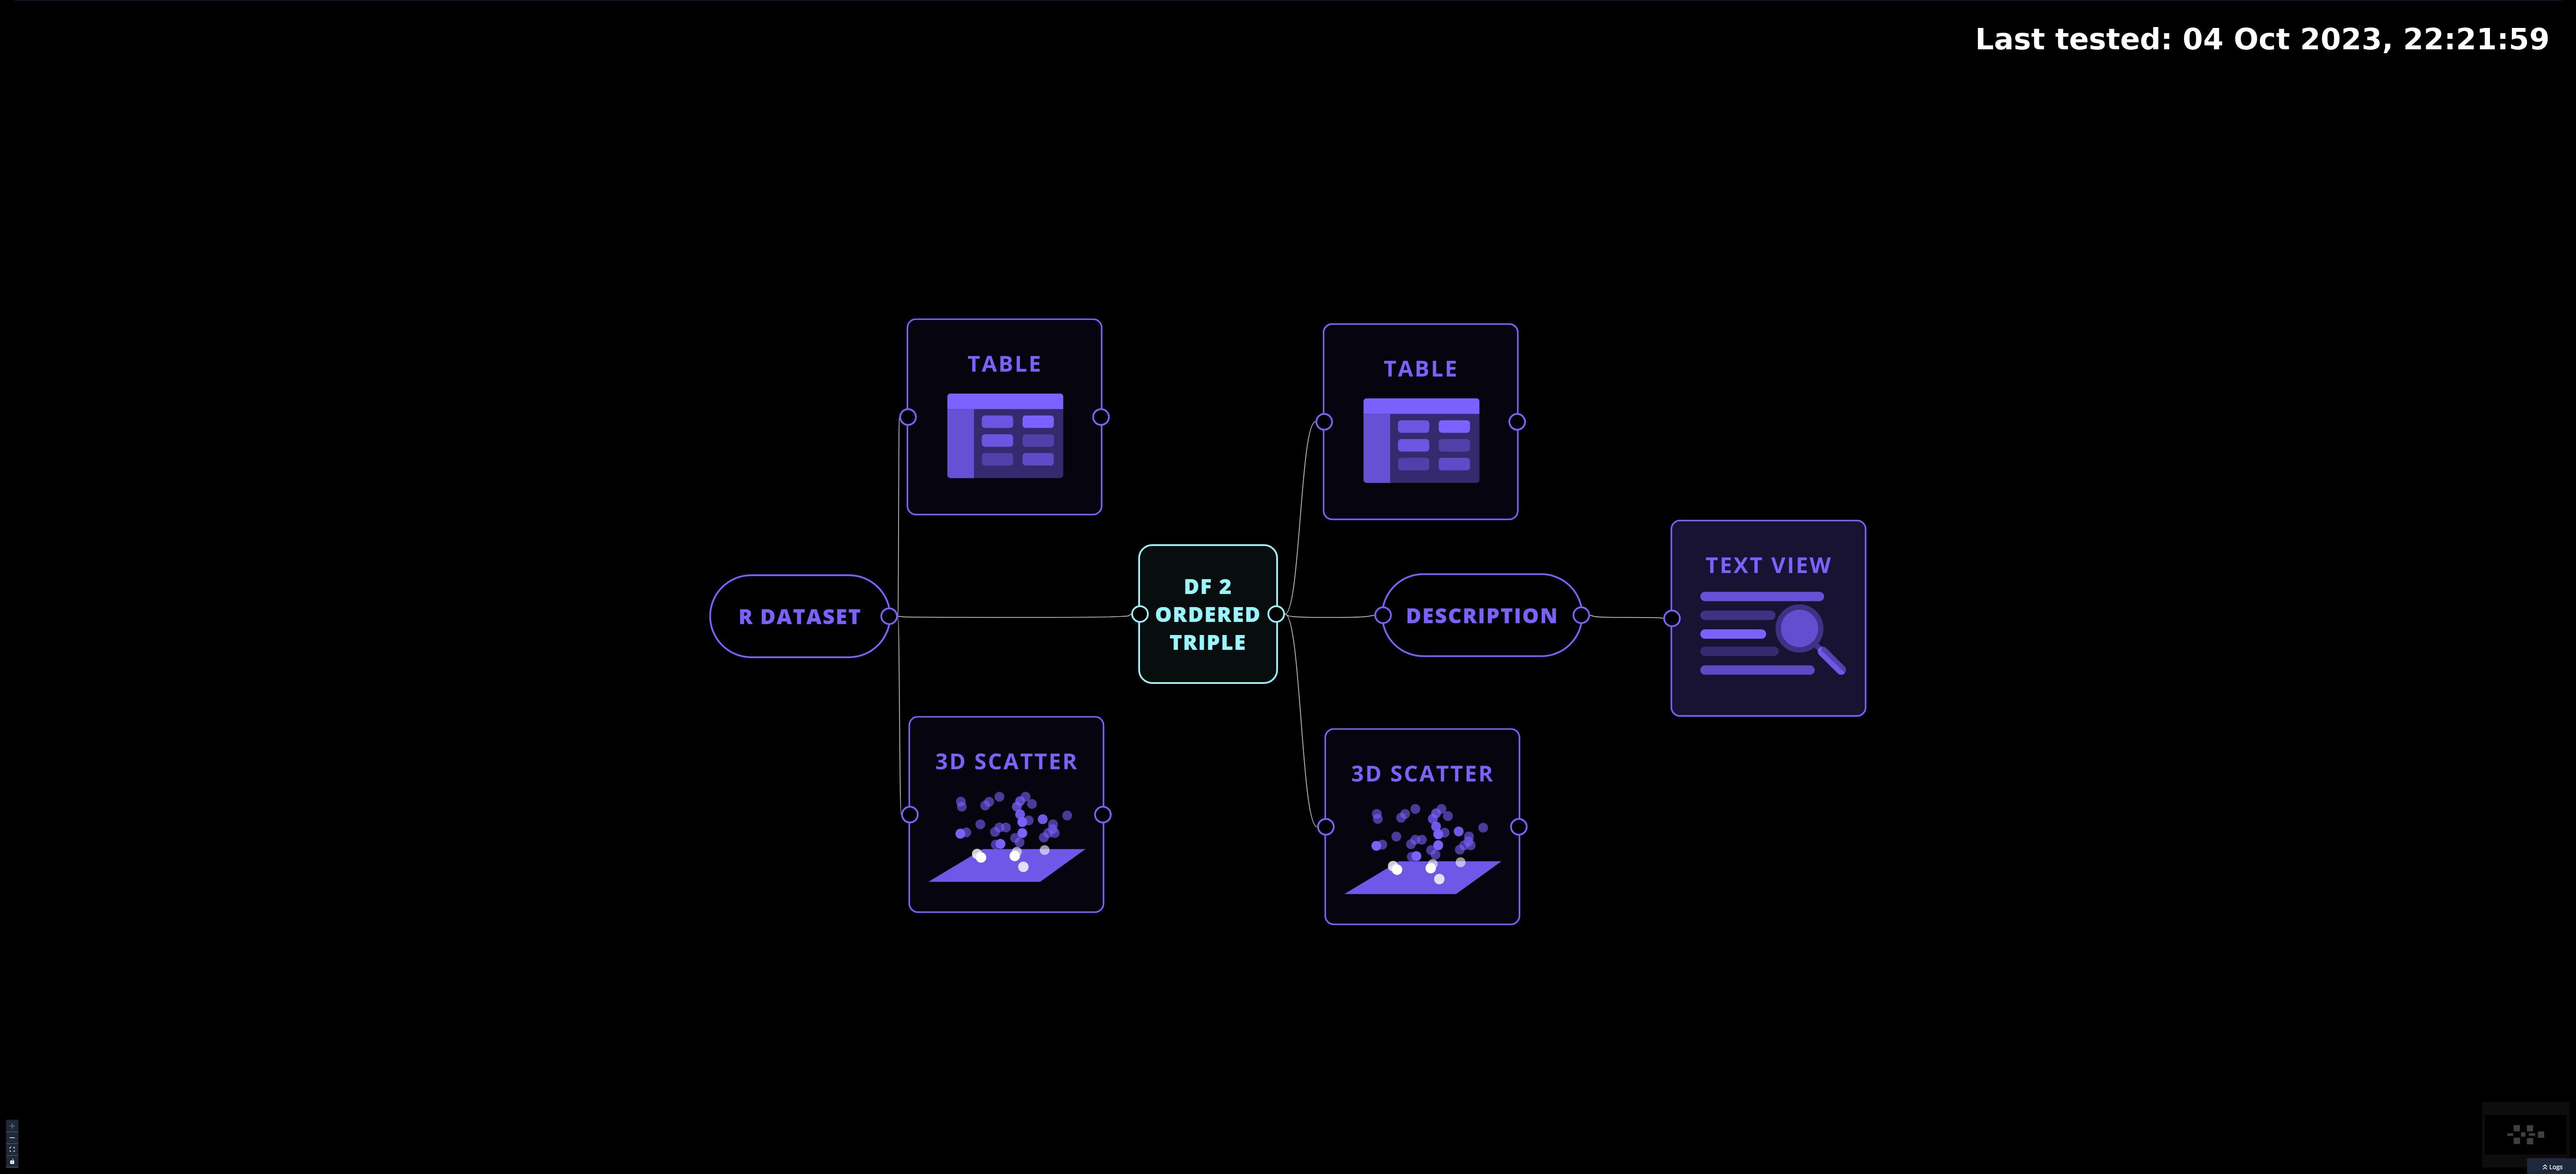 Last tested: 04 Oct 2023, 22:21:59
TABLE
TABLE
R DATASET
DF 2
ORDERED
TRIPLE
DESCRIPTION
TEXT VIEW
3D SCATTER
3D SCATTER
Logs